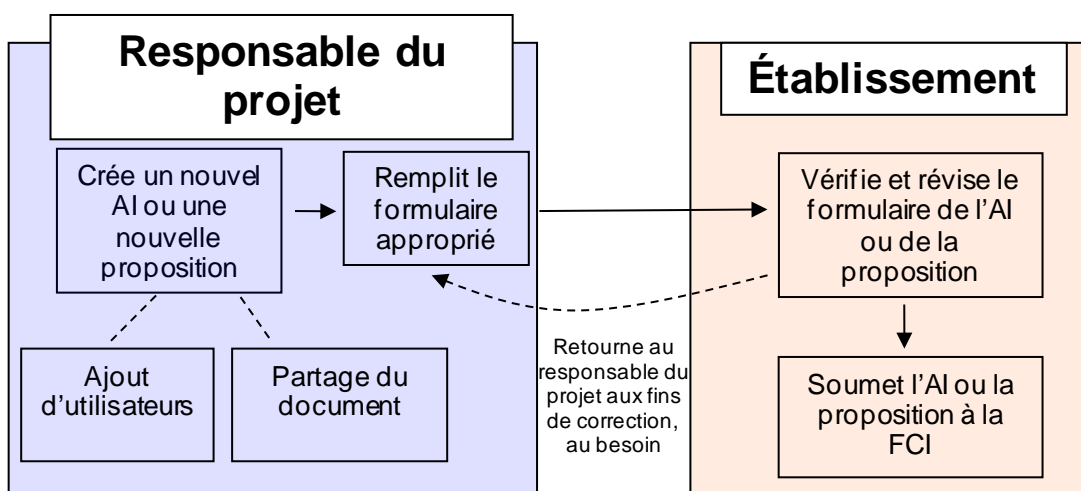 Responsable du
projet
Crée un nouvel
AI ou une
nouvelle
proposition
Remplit le
formulaire
approprié
Ajout
d'utilisateurs
Partage du
document
Retourne au
responsable du
projet aux fins
de correction,
au besoin
Établissement
Vérifie et révise le
formulaire de l'AI
ou de la
proposition
Soumet l'AI ou la
proposition à la
FCI